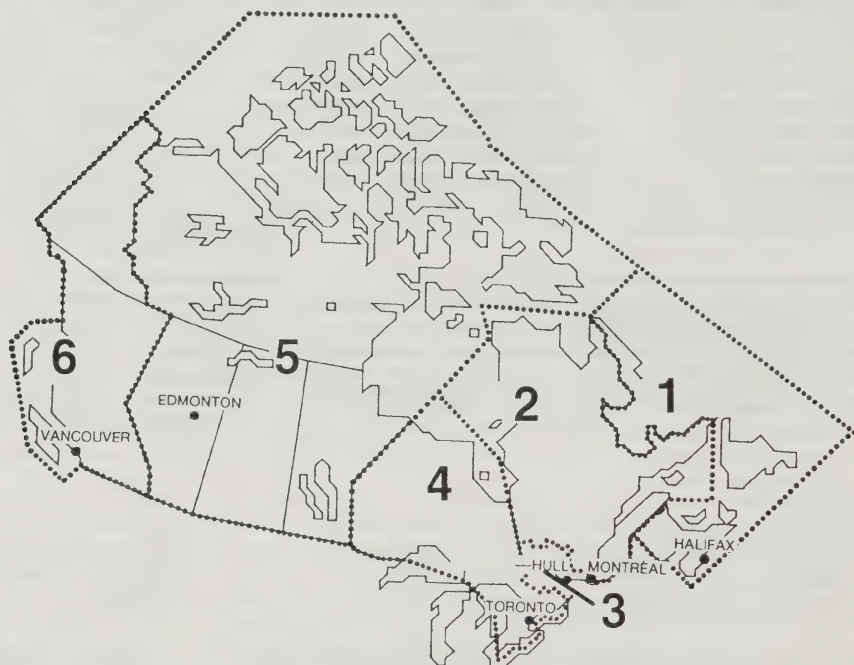 6
5
EDMONTON
2
1
VANCOUVER
4
HALIFAX
HULL
MONTRÉAL
TORONTO
3